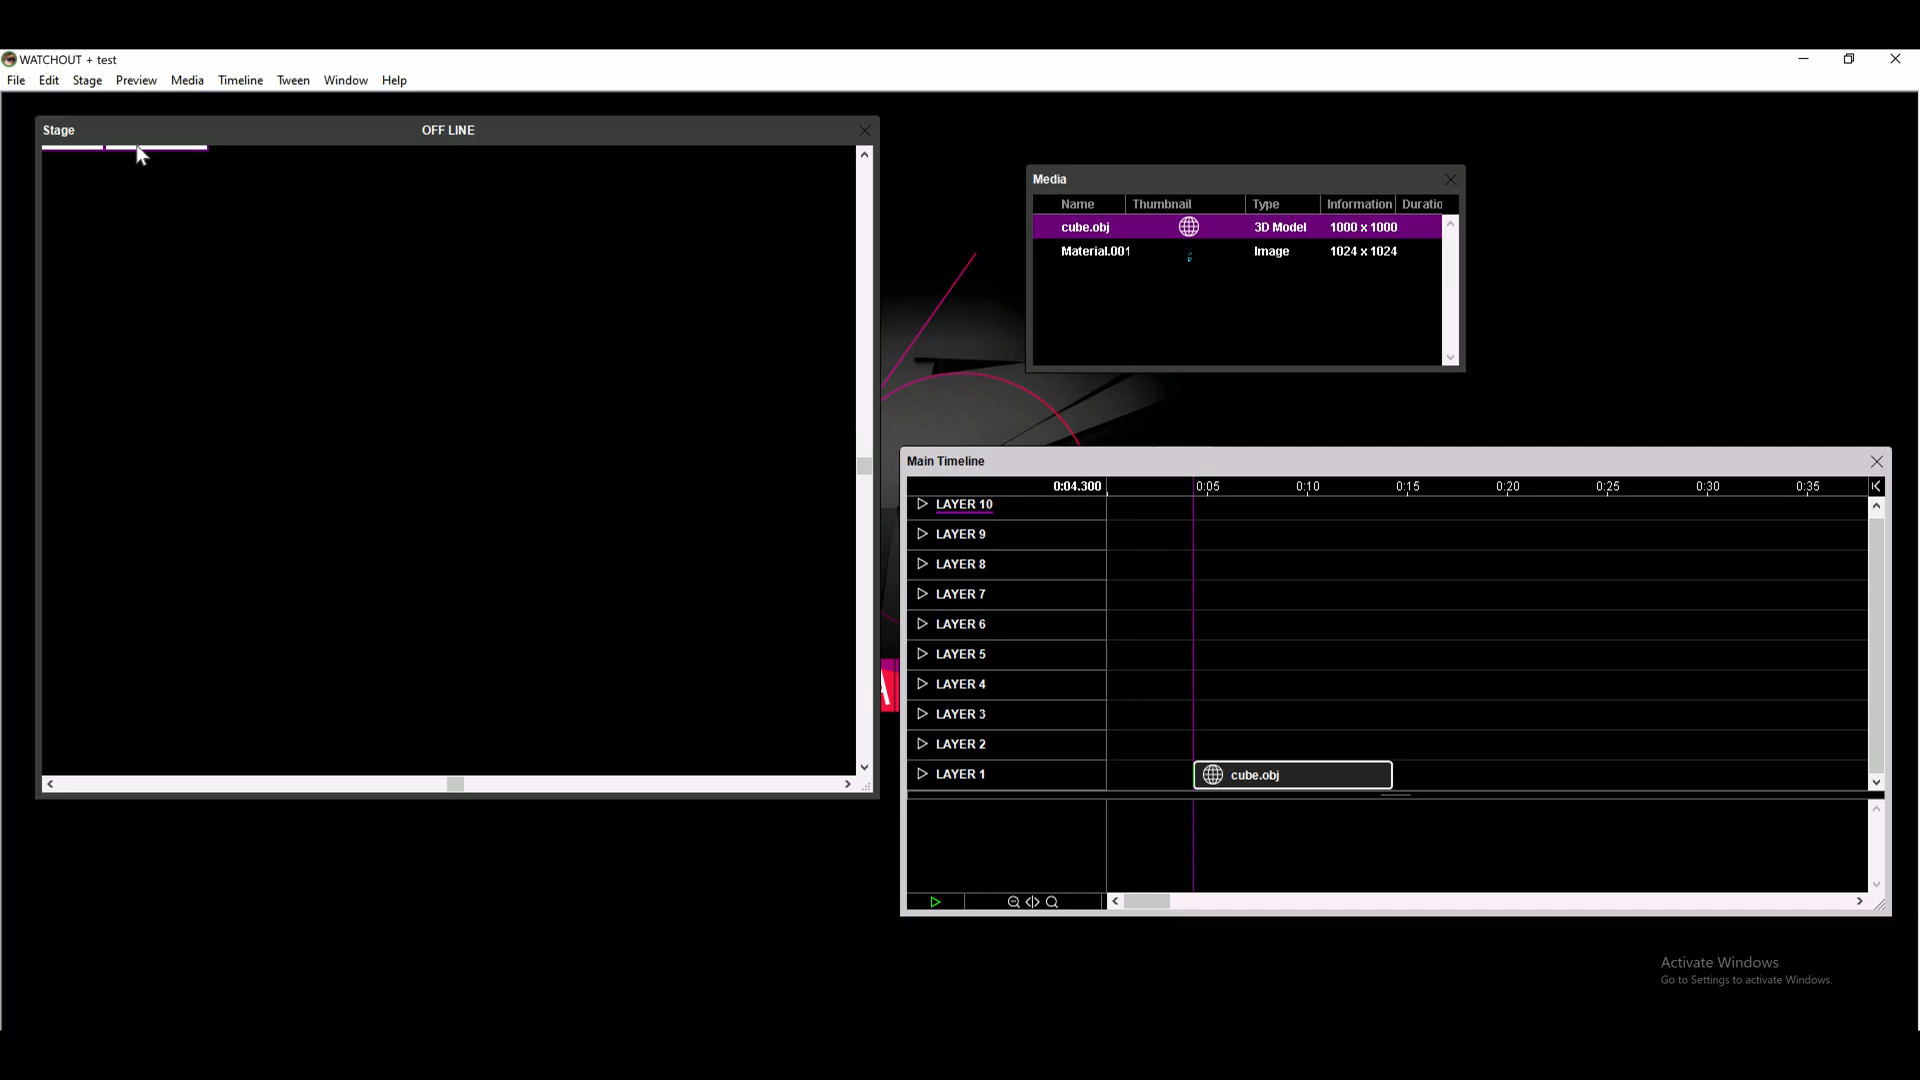 WATCHOUT + test
File Edit Stage Preview Media Timeline Tween Window Help
Stage OFF LINE
Media
Name Thumbnail Type Information Duratic
cube.obj 3D Model 1000 x 1000
Material.001 Image 1024 x 1024
Main Timeline
0:04.300 0:05 0:10 0:15 0:20 0:25 0:30 0:35
LAYER 10
LAYER 9
LAYER 8
LAYER 7
LAYER 6
LAYER 5
LAYER 4
LAYER 3
LAYER 2
LAYER 1 cube.obj
A
Activate Windows
Go to Settings to activate Windows.